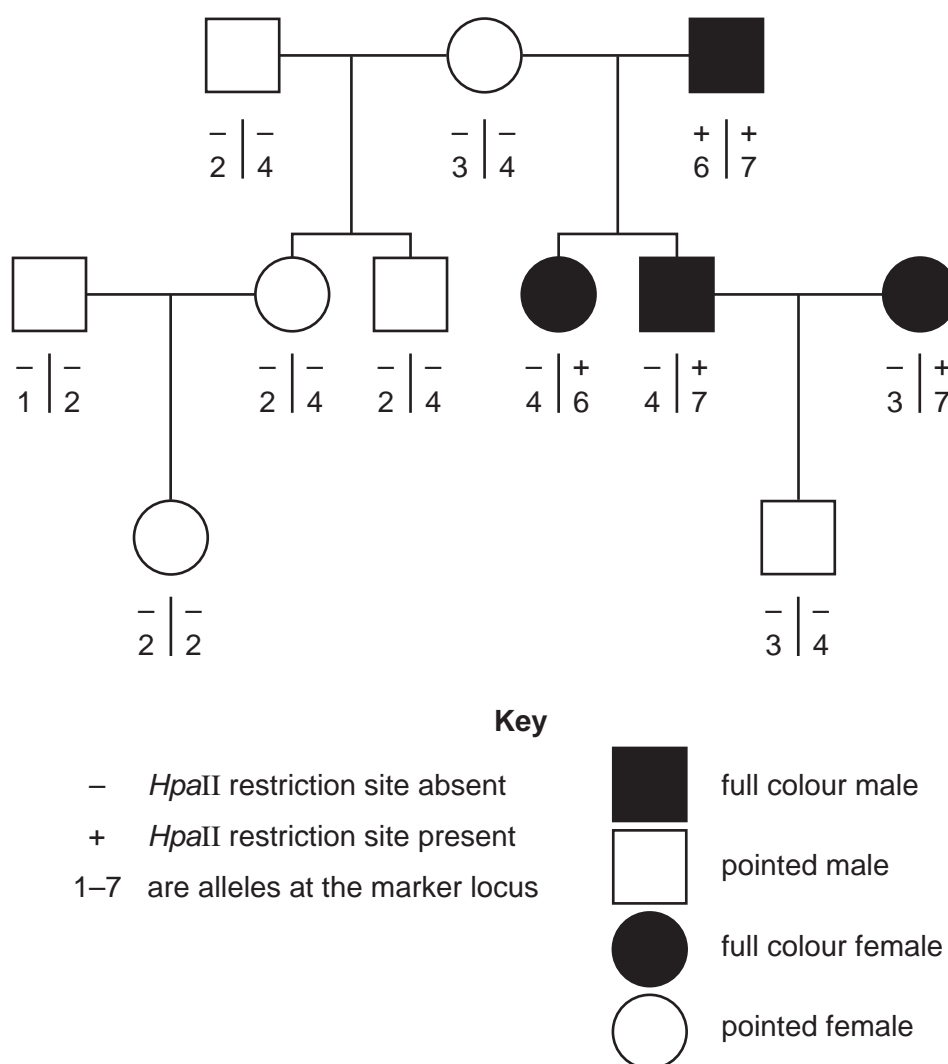 – | – – | – + | +
2 | 4 3 | 4 6 | 7
– | – – | – – | – – | + – | + – | +
1 | 2 2 | 4 2 | 4 4 | 6 4 | 7 3 | 7
– | – – | –
2 | 2 3 | 4
Key
– HpaII restriction site absent
+ HpaII restriction site present
1–7 are alleles at the marker locus
full colour male
pointed male
full colour female
pointed female